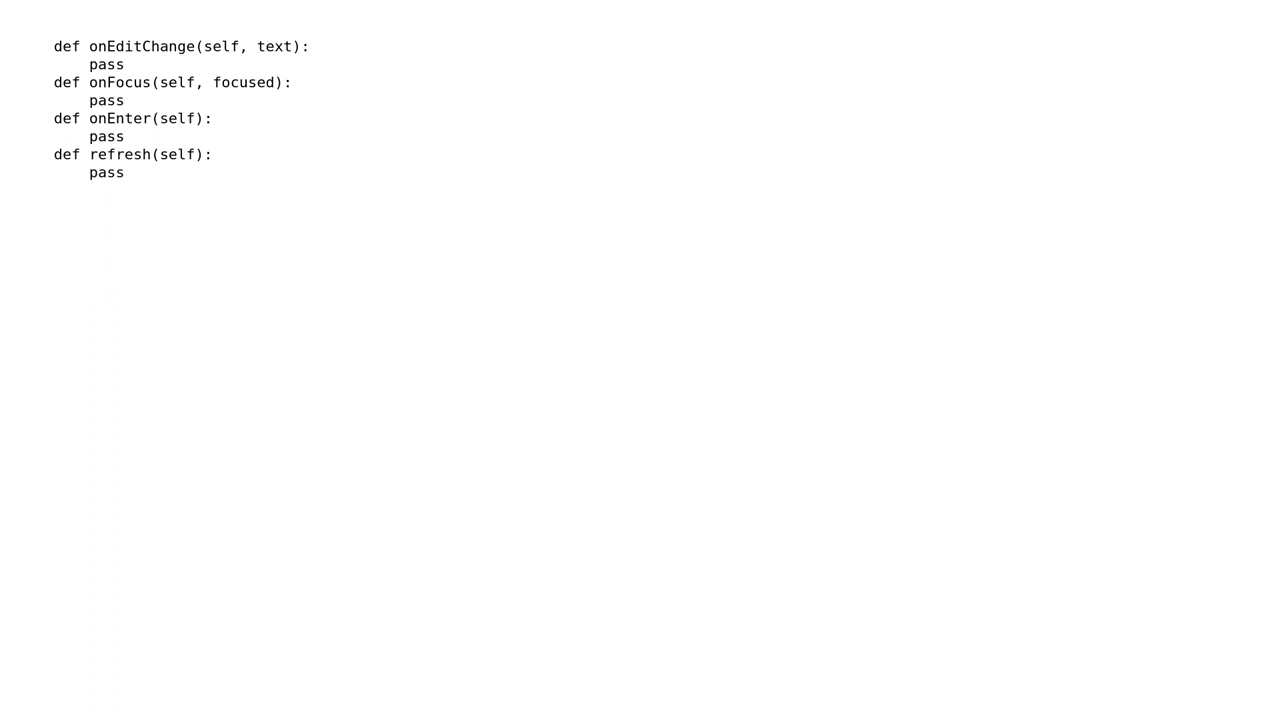 def onEditChange(self, text):
    pass
def onFocus(self, focused):
    pass
def onEnter(self):
    pass
def refresh(self):
    pass